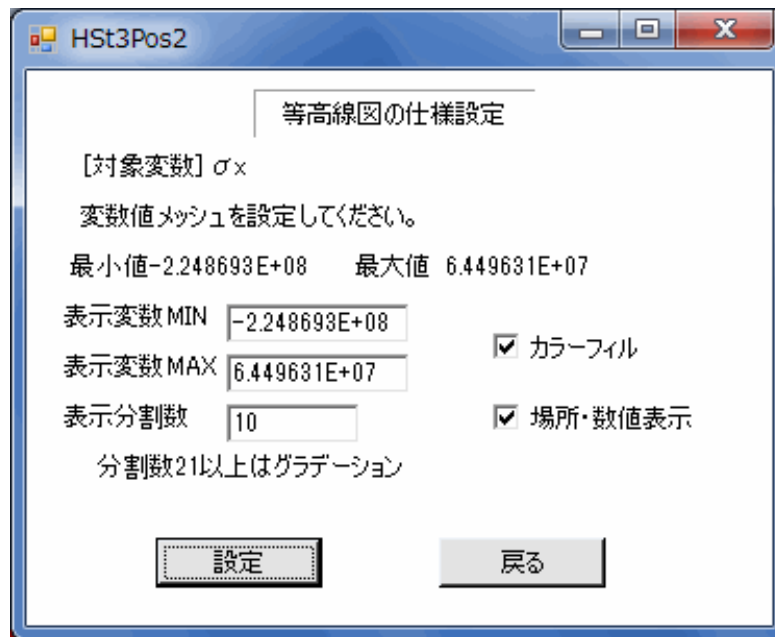 HSt3Pos2
等高線図の仕様設定
[対象変数] σx
変数値メッシュを設定してください。
最小値-2.248693E+08 最大値 6.449631E+07
表示変数MIN -2.248693E+08
カラーフィル
表示変数MAX 6.449631E+07
表示分割数 10
場所・数値表示
分割数21以上はグラデーション
設定 戻る